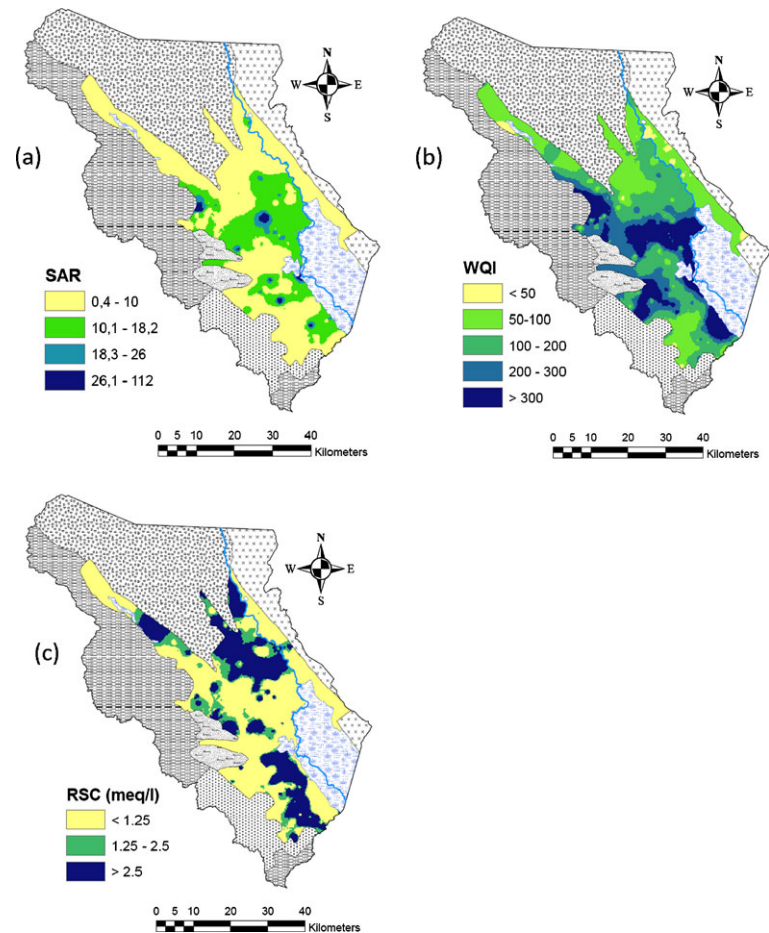 (a)
N
W E
S
SAR
0,4 - 10
10,1 - 18,2
18,3 - 26
26,1 - 112
0 5 10 20 30 40
Kilometers
(b)
N
W E
S
WQI
< 50
50-100
100 - 200
200 - 300
> 300
0 5 10 20 30 40
Kilometers
(c)
N
W E
S
RSC (meq/l)
< 1.25
1.25 - 2.5
> 2.5
0 5 10 20 30 40
Kilometers